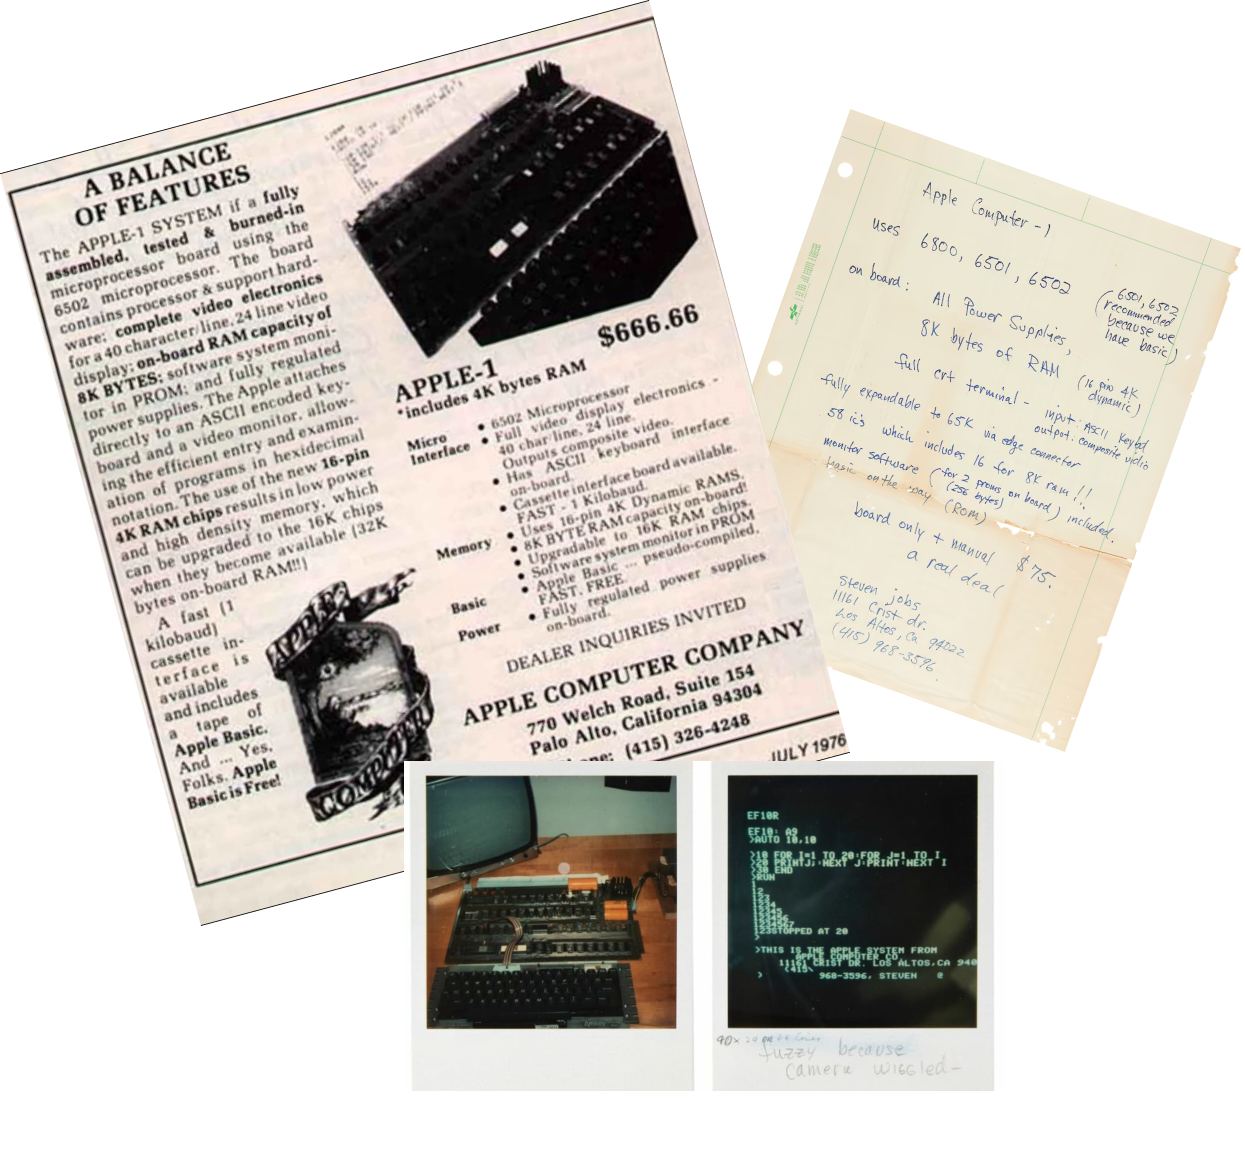 A BALANCE
OF FEATURES
The APPLE-1 SYSTEM if a fully
assembled, tested & burned-in
microprocessor board using the
6502 microprocessor. The board
contains processor & support hard-
ware; complete video electronics
for a 40 character/line, 24 line video
display; on-board RAM capacity of
8K BYTES; software system moni-
tor in PROM; and fully regulated
power supplies. The Apple attaches
directly to an ASCII encoded key-
board and a video monitor, allow-
ing the efficient entry and examin-
ation of programs in hexidecimal
notation. The use of the new 16-pin
4K RAM chips results in low power
and high density memory, which
can be upgraded to the 16K chips
when they become available (32K
bytes on-board RAM!!)
A fast (1
kilobaud)
cassette in-
terface is
available
and includes
a tape of
Apple Basic.
And ... Yes,
Folks, Apple
Basic is Free!
APPLE
COMPUTER
$666.66
APPLE-1
*includes 4K bytes RAM
Micro
Interface
• 6502 Microprocessor
• Full video display electronics -
40 char/line, 24 line.
Outputs composite video.
• Has ASCII keyboard interface
on-board.
• Cassette interface board available.
FAST - 1 Kilobaud.
Memory
• Uses 16-pin 4K Dynamic RAMS.
• 8K BYTE RAM capacity on-board!
• Upgradable to 16K RAM chips.
• Software system monitor in PROM
Basic
• Apple Basic ... pseudo-compiled.
FAST, FREE.
Power
• Fully regulated power supplies
on-board.
DEALER INQUIRIES INVITED
APPLE COMPUTER COMPANY
770 Welch Road, Suite 154
Palo Alto, California 94304
(415) 326-4248
JULY 1976
Apple Computer - 1
uses 6800, 6501, 6502
(6501, 6502
recommended
because we
have basic)
on board:
All Power Supplies,
8K bytes of RAM
(16 pin 4K
dynamic)
full crt terminal - input: ASCII Keybd
output: composite vidio
fully expandable to 65K via edge connector
58 ic's which includes 16 for 8K ram!!
monitor software (for 2 proms on board) included.
(256 bytes)
basic on the way (ROM)
board only + manual $75.
a real deal
Steven jobs
11161 Crist dr.
Los Altos, Ca 94022
(415) 968-3596.
EF10R
EF10: A9
>AUTO 10,10
>10 FOR I=1 TO 20:FOR J=1 TO I
>20 PRINTJ;:NEXT J:PRINT:NEXT I
>30 END
>RUN
1
12
123
1234
12345
123456
1234567
123STOPPED AT 20
>
>THIS IS THE APPLE SYSTEM FROM
APPLE COMPUTER CO
11161 CRIST DR. LOS ALTOS,CA 940
(415\
> 968-3596, STEVEN @
fuzzy because
camera wiggled-